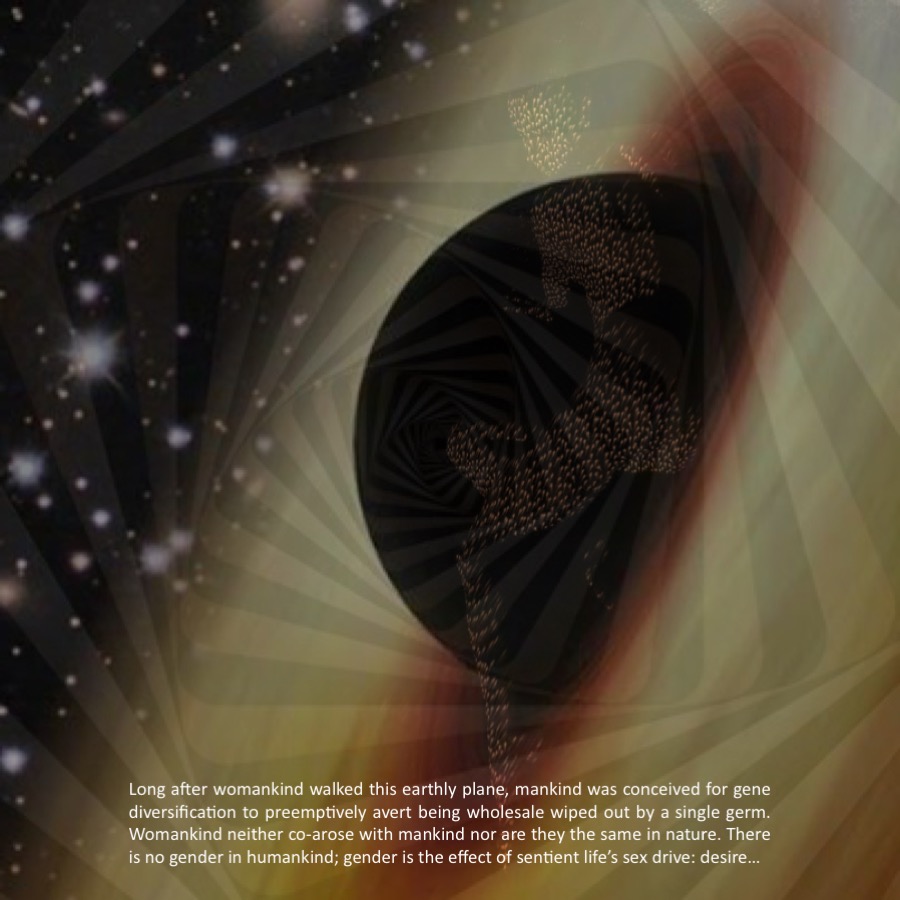 Long after womankind walked this earthly plane, mankind was conceived for gene
diversification to preemptively avert being wholesale wiped out by a single germ.
Womankind neither co-arose with mankind nor are they the same in nature. There
is no gender in humankind; gender is the effect of sentient life’s sex drive: desire...